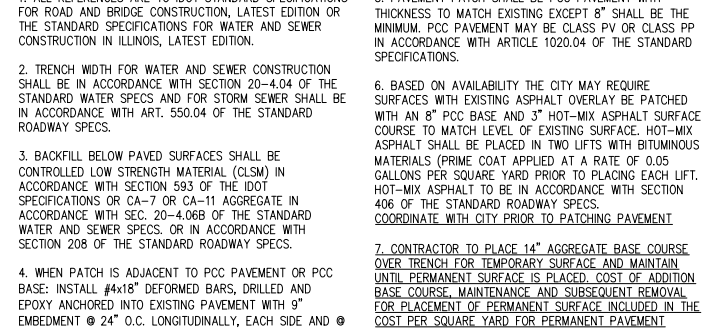 1. ALL REFERENCES ARE TO IDOT STANDARD SPECIFICATIONS
FOR ROAD AND BRIDGE CONSTRUCTION, LATEST EDITION OR
THE STANDARD SPECIFICATIONS FOR WATER AND SEWER
CONSTRUCTION IN ILLINOIS, LATEST EDITION.
2. TRENCH WIDTH FOR WATER AND SEWER CONSTRUCTION
SHALL BE IN ACCORDANCE WITH SECTION 20-4.04 OF THE
STANDARD WATER SPECS AND FOR STORM SEWER SHALL BE
IN ACCORDANCE WITH ART. 550.04 OF THE STANDARD
ROADWAY SPECS.
3. BACKFILL BELOW PAVED SURFACES SHALL BE
CONTROLLED LOW STRENGTH MATERIAL (CLSM) IN
ACCORDANCE WITH SECTION 593 OF THE IDOT
SPECIFICATIONS OR CA-7 OR CA-11 AGGREGATE IN
ACCORDANCE WITH SEC. 20-4.06B OF THE STANDARD
WATER AND SEWER SPECS. OR IN ACCORDANCE WITH
SECTION 208 OF THE STANDARD ROADWAY SPECS.
4. WHEN PATCH IS ADJACENT TO PCC PAVEMENT OR PCC
BASE: INSTALL #4x18" DEFORMED BARS, DRILLED AND
EPOXY ANCHORED INTO EXISTING PAVEMENT WITH 9"
EMBEDMENT @ 24" O.C. LONGITUDINALLY, EACH SIDE AND @
5. PAVEMENT PATCH SHALL BE PCC PAVEMENT WITH
THICKNESS TO MATCH EXISTING EXCEPT 8" SHALL BE THE
MINIMUM. PCC PAVEMENT MAY BE CLASS PV OR CLASS PP
IN ACCORDANCE WITH ARTICLE 1020.04 OF THE STANDARD
SPECIFICATIONS.
6. BASED ON AVAILABILITY THE CITY MAY REQUIRE
SURFACES WITH EXISTING ASPHALT OVERLAY BE PATCHED
WITH AN 8" PCC BASE AND 3" HOT-MIX ASPHALT SURFACE
COURSE TO MATCH LEVEL OF EXISTING SURFACE. HOT-MIX
ASPHALT SHALL BE PLACED IN TWO LIFTS WITH BITUMINOUS
MATERIALS (PRIME COAT APPLIED AT A RATE OF 0.05
GALLONS PER SQUARE YARD PRIOR TO PLACING EACH LIFT.
HOT-MIX ASPHALT TO BE IN ACCORDANCE WITH SECTION
406 OF THE STANDARD ROADWAY SPECS.
COORDINATE WITH CITY PRIOR TO PATCHING PAVEMENT
7. CONTRACTOR TO PLACE 14" AGGREGATE BASE COURSE
OVER TRENCH FOR TEMPORARY SURFACE AND MAINTAIN
UNTIL PERMANENT SURFACE IS PLACED. COST OF ADDITION
BASE COURSE, MAINTENANCE AND SUBSEQUENT REMOVAL
FOR PLACEMENT OF PERMANENT SURFACE INCLUDED IN THE
COST PER SQUARE YARD FOR PERMANENT PAVEMENT